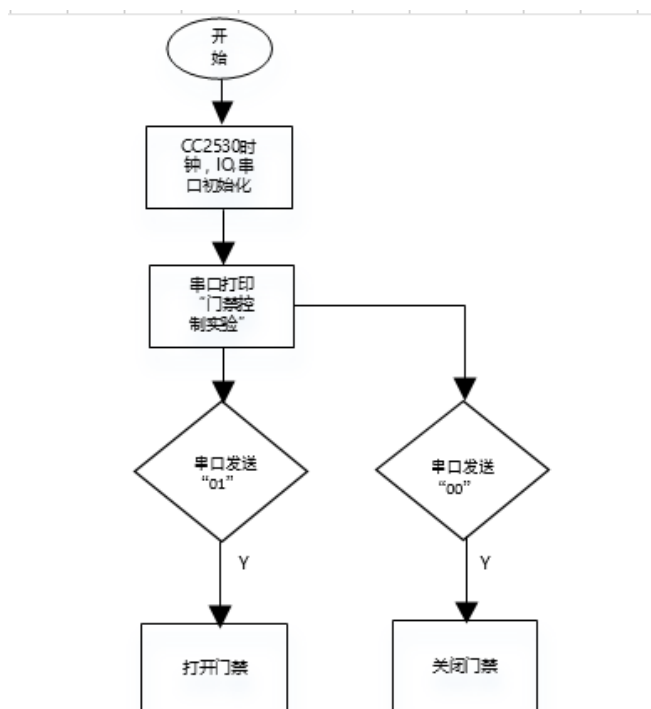 开
始
CC2530时
钟，IO,串
口初始化
串口打印
“门禁控
制实验”
串口发送
“01”
串口发送
“00”
Y
Y
打开门禁
关闭门禁